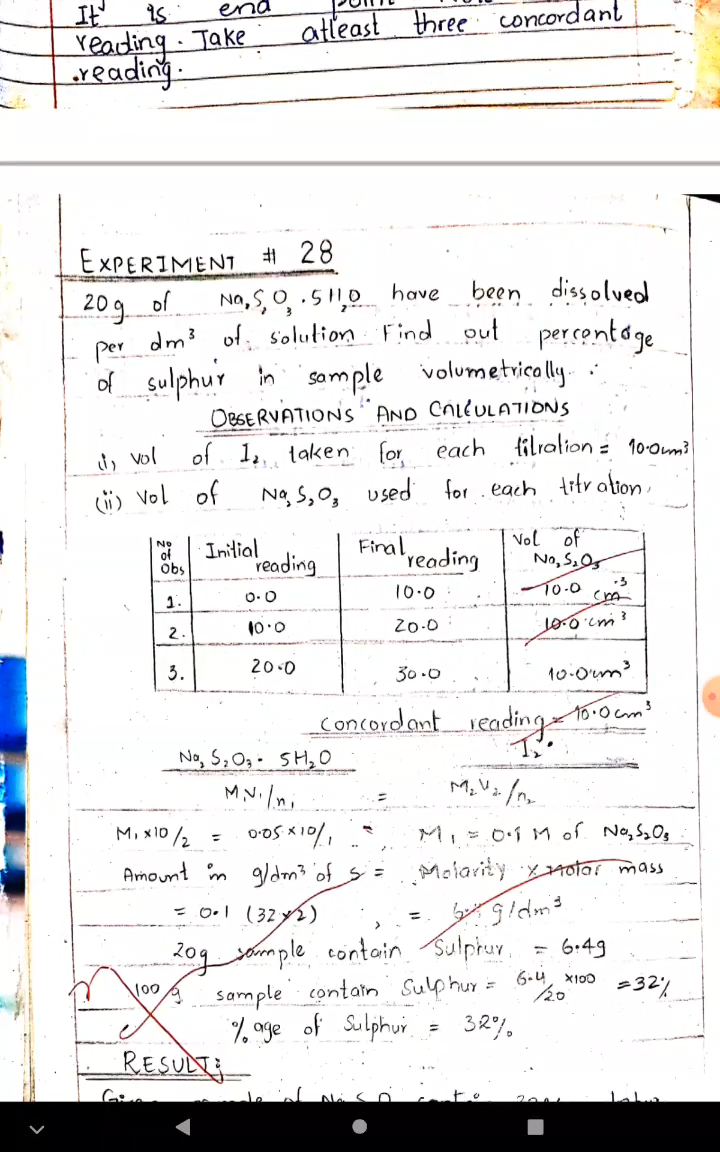 It is end
reading. Take atleast three concordant
reading.
EXPERIMENT # 28
20g of Na₂S₂O₃.5H₂O have been dissolved
per dm³ of solution Find out percentage
of sulphur in sample volumetrically.
OBSERVATIONS AND CALCULATIONS
(i) vol of I₂ taken for each titration = 10.0cm³
(ii) Vol of Na₂S₂O₃ used for each titration.
No of Obs Initial reading Final reading Vol of Na₂S₂O₃
1. 0.0 10.0 10.0 cm³
2. 10.0 20.0 10.0 cm³
3. 20.0 30.0 10.0cm³
concordant reading = 10.0cm³
Na₂S₂O₃. 5H₂O I₂.
M₁V₁/n₁ = M₂V₂/n₂
M₁×10/2 = 0.05×10/1 M₁ = 0.1 M of Na₂S₂O₃
Amount in g/dm³ of s = Molarity × molar mass
= 0.1 (32×2) , = 6.4 g/dm³
20g sample contain Sulphur = 6.4g
100 g sample contain Sulphur = 6.4/20 ×100 = 32%
%age of Sulphur = 32%
RESULT: